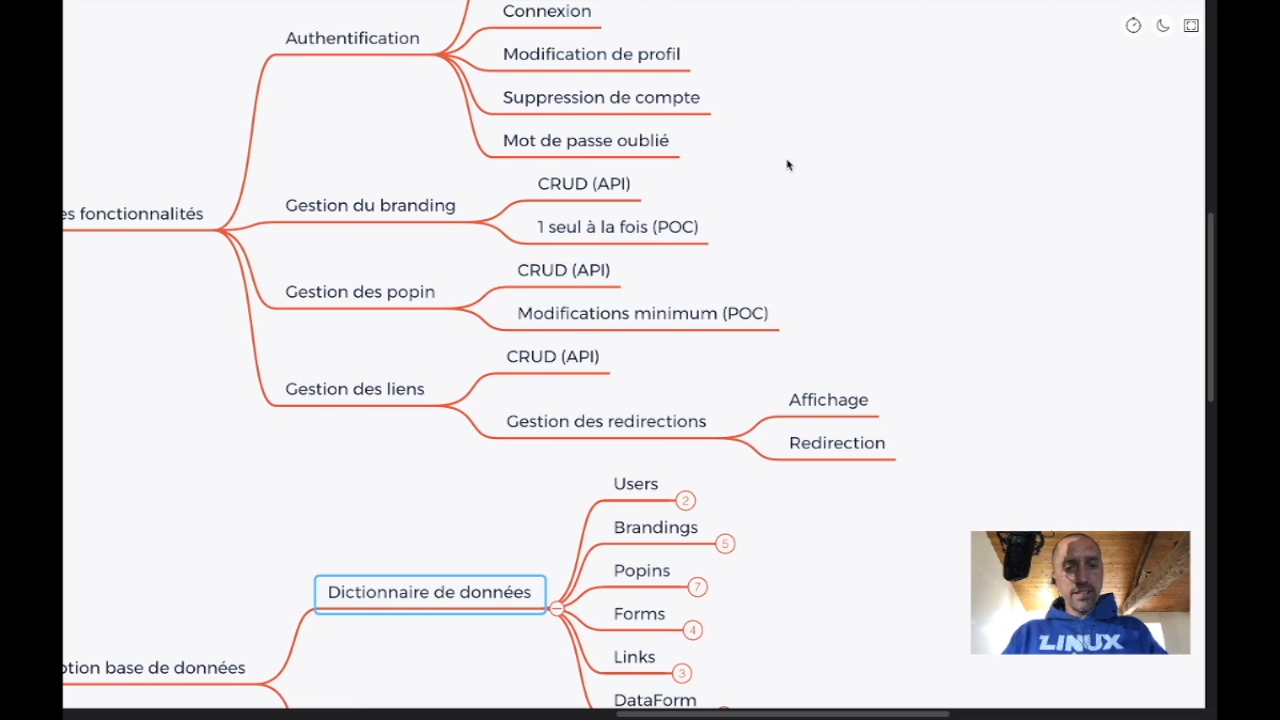 Connexion
Authentification
Modification de profil
Suppression de compte
Mot de passe oublié
CRUD (API)
Gestion du branding
es fonctionnalités
1 seul à la fois (POC)
CRUD (API)
Gestion des popin
Modifications minimum (POC)
CRUD (API)
Gestion des liens
Affichage
Gestion des redirections
Redirection
Users
2
Brandings
5
Popins
7
Dictionnaire de données
Forms
4
Links
3
ption base de données
DataForm
LINUX